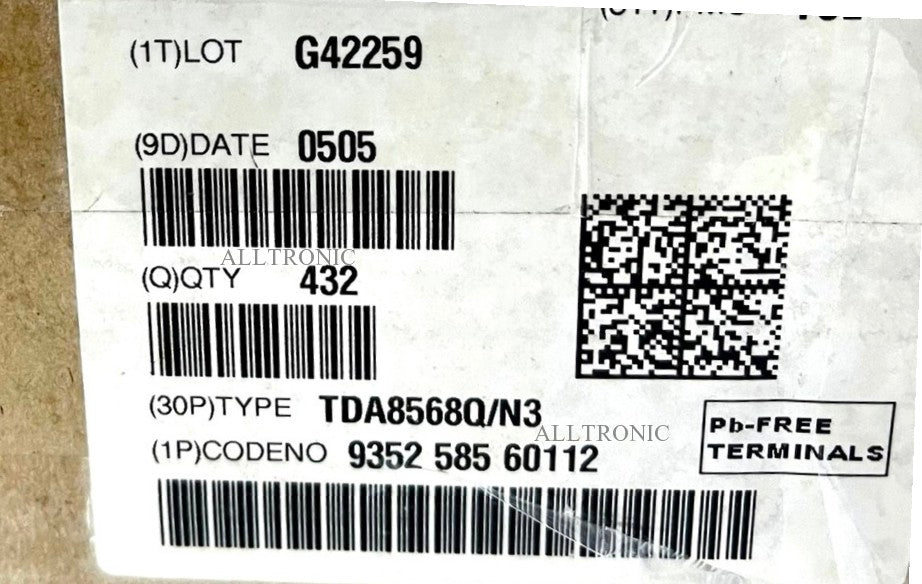 (1T)LOT G42259
(9D)DATE 0505
ALLTRONIC
(Q)QTY 432
(30P)TYPE TDA8568Q/N3
ALLTRONIC
(1P)CODENO 9352 585 60112
Pb-FREE
TERMINALS